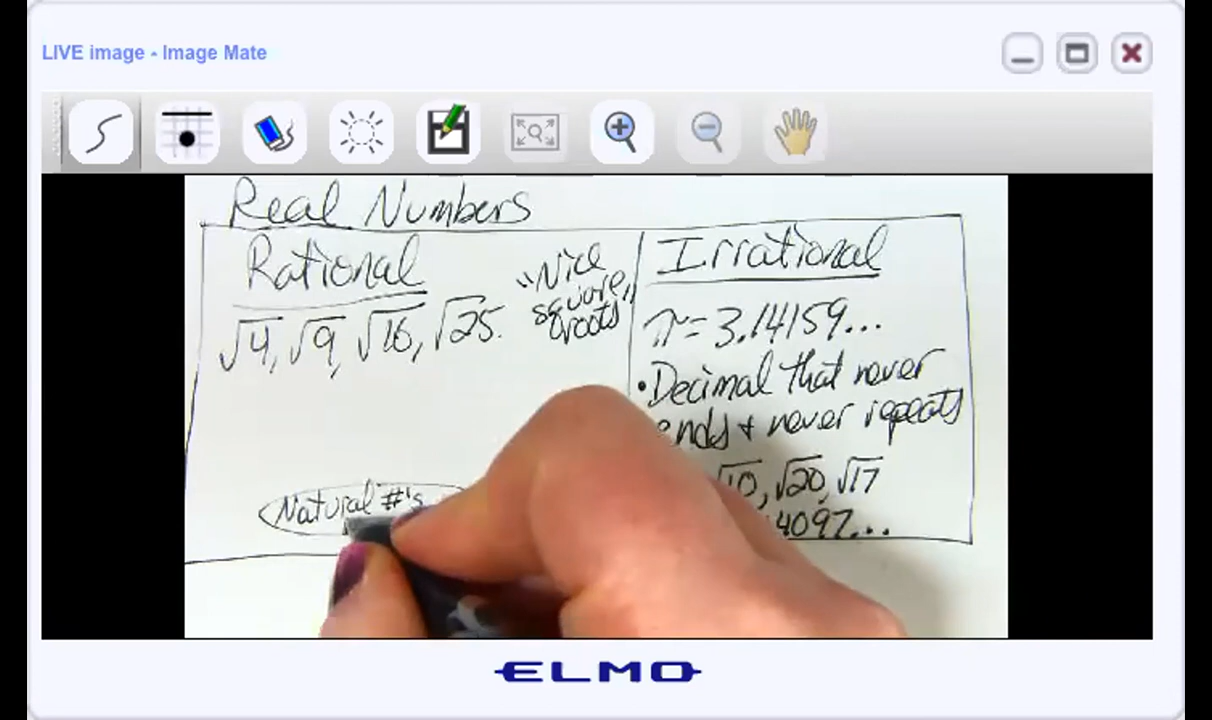 LIVE image - Image Mate
Real Numbers
Rational
"Nice
square
roots"
√4, √9, √16, √25.
Natural #'s
Irrational
π = 3.14159...
• Decimal that never
ends + never repeats
√10, √20, √17
4097...
ELMO